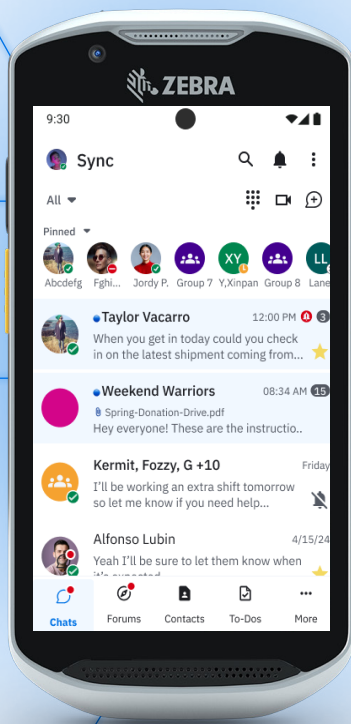 ZEBRA
9:30
Sync
All
Pinned
Abcdefg Fghi... Jordy P. Group 7 Y,Xinpan Group 8 Lane
XY LL
Taylor Vacarro 12:00 PM 3
When you get in today could you check
in on the latest shipment coming from...
Weekend Warriors 08:34 AM 15
Spring-Donation-Drive.pdf
Hey everyone! These are the instructio..
Kermit, Fozzy, G +10 Friday
I'll be working an extra shift tomorrow
so let me know if you need help...
Alfonso Lubin 4/15/24
Yeah I'll be sure to let them know when
it's expected
Chats Forums Contacts To-Dos More